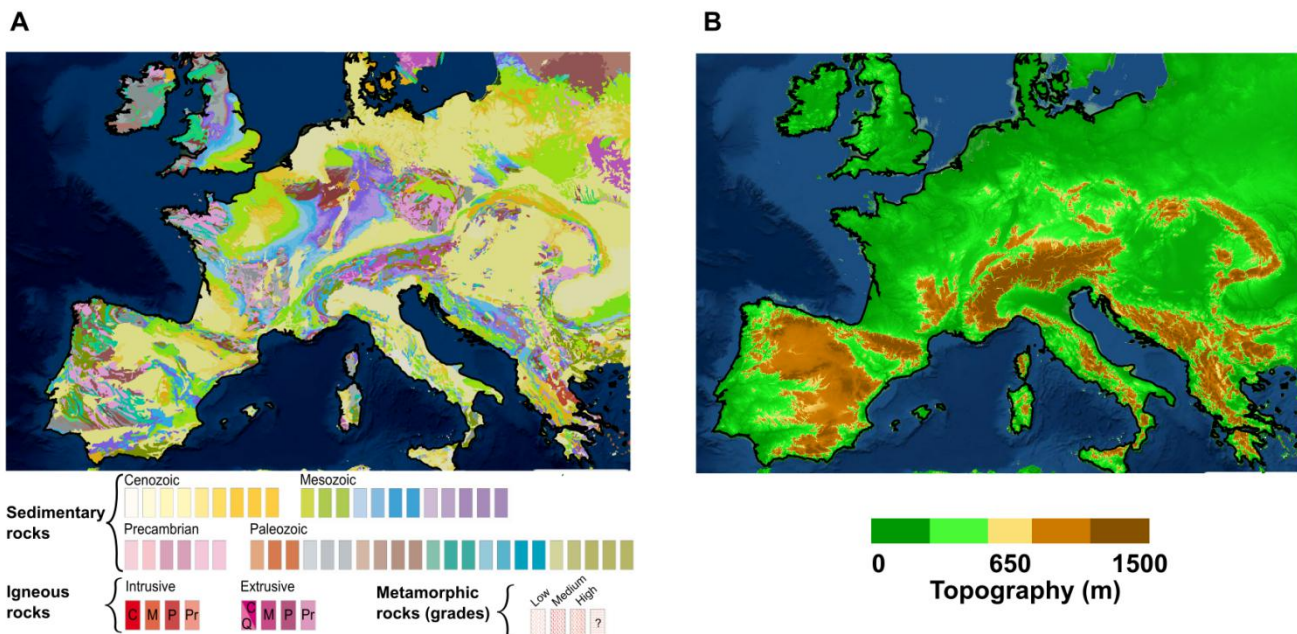 A
B
Cenozoic Mesozoic
Sedimentary
rocks
Precambrian Paleozoic
Igneous
rocks
Intrusive Extrusive
C M P Pr
C
Q M P Pr
Metamorphic
rocks (grades)
Low Medium High
?
0 650 1500
Topography (m)